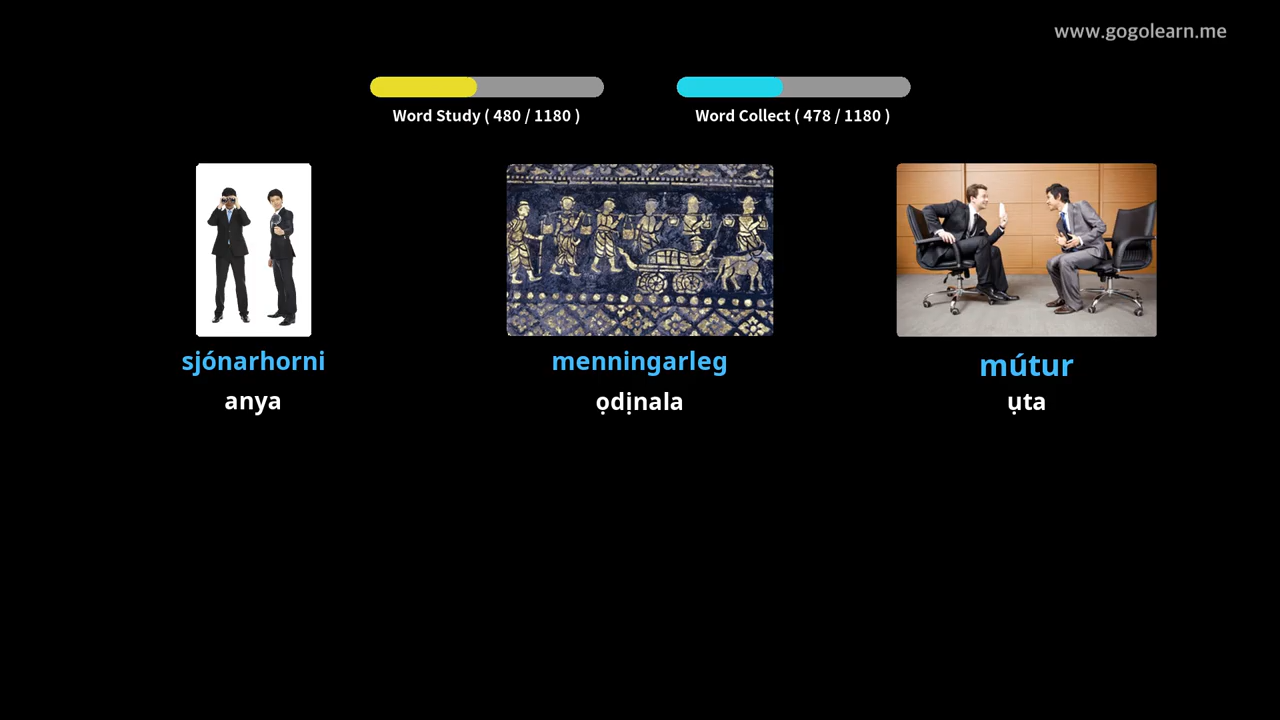 www.gogolearn.me
Word Study ( 480 / 1180 )
Word Collect ( 478 / 1180 )
sjónarhorni
menningarleg
mútur
anya
ọdịnala
ụta